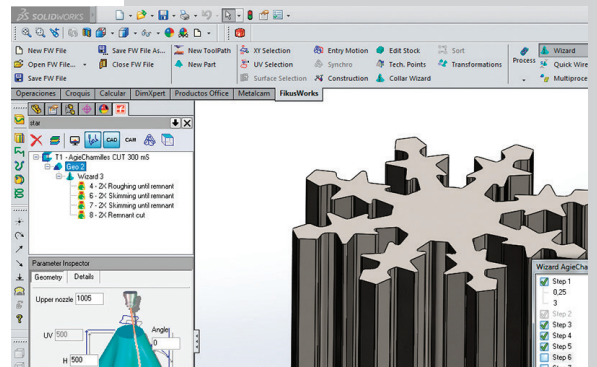 SOLIDWORKS
New FW File Save FW File As... New ToolPath XY Selection Entry Motion Edit Stock Sort Wizard
Open FW File... Close FW File New Part UV Selection Synchro Tech. Points Transformations Process Quick Wire
Save FW File Surface Selection Construction Collar Wizard Multiproce
Operaciones Croquis Calcular DimXpert Productos Office Metalcam FikusWorks
star
CAD CAM
T1 - AgieCharmilles CUT 300 mS
Geo 2
Wizard 3
4 - 2X Roughing until remnant
6 - 2X Skimming until remnant
7 - 2X Skimming until remnant
8 - 2X Remnant cut
Parameter Inspector
Geometry Details
Upper nozzle 1005
UV 500
Angle
0
H 500
Wizard AgieCha
Step 1
0,25
3
Step 2
Step 3
Step 4
Step 5
Step 6